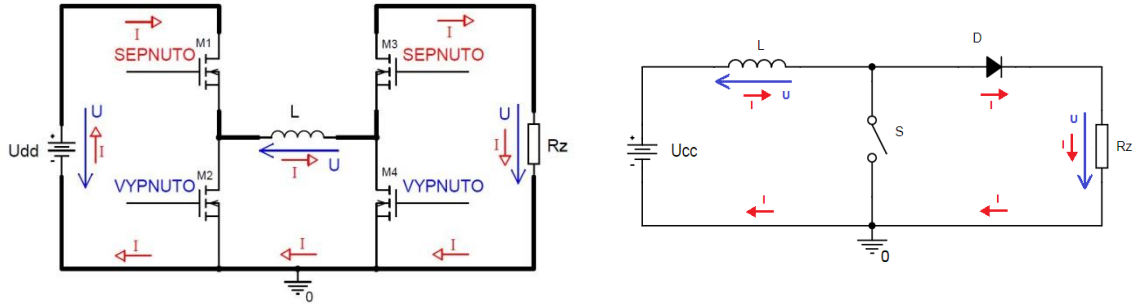 I
M1
M3
SEPNUTO
SEPNUTO
U
+
Udd
I
L
I
U
U
I
Rz
M2
M4
VYPNUTO
VYPNUTO
I
I
I
0
L
D
I
U
I
S
+
Ucc
U
I
Rz
I
I
0